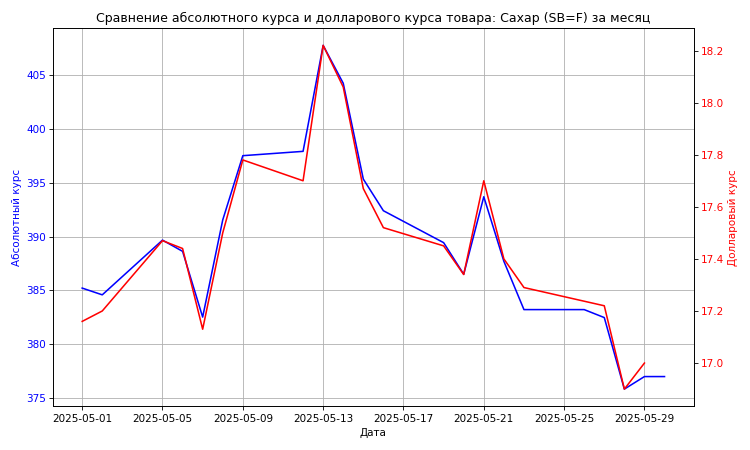 Сравнение абсолютного курса и долларового курса товара: Сахар (SB=F) за месяц
Абсолютный курс
405
400
395
390
385
380
375
18.2
18.0
17.8
17.6
17.4
17.2
17.0
Долларовый курс
2025-05-01 2025-05-05 2025-05-09 2025-05-13 2025-05-17 2025-05-21 2025-05-25 2025-05-29
Дата